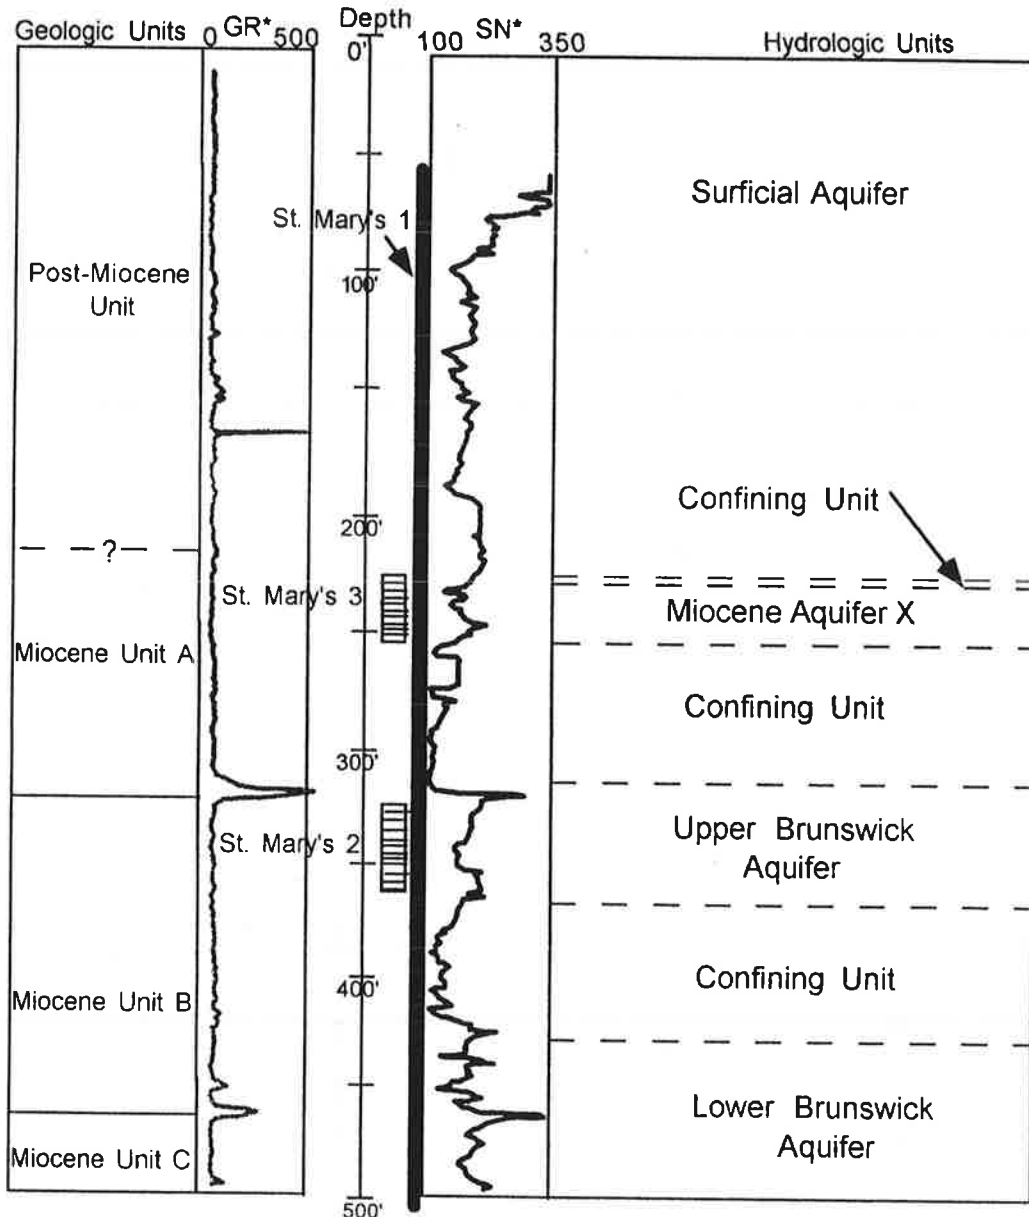 Geologic Units
0 GR* 500
Depth
0'
100 SN* 350
Hydrologic Units
Surficial Aquifer
St. Mary's 1
Post-Miocene
Unit
100'
Confining Unit
200'
— —?— —
St. Mary's 3
Miocene Aquifer X
Miocene Unit A
Confining Unit
300'
Upper Brunswick
Aquifer
St. Mary's 2
400'
Confining Unit
Miocene Unit B
Lower Brunswick
Aquifer
Miocene Unit C
500'